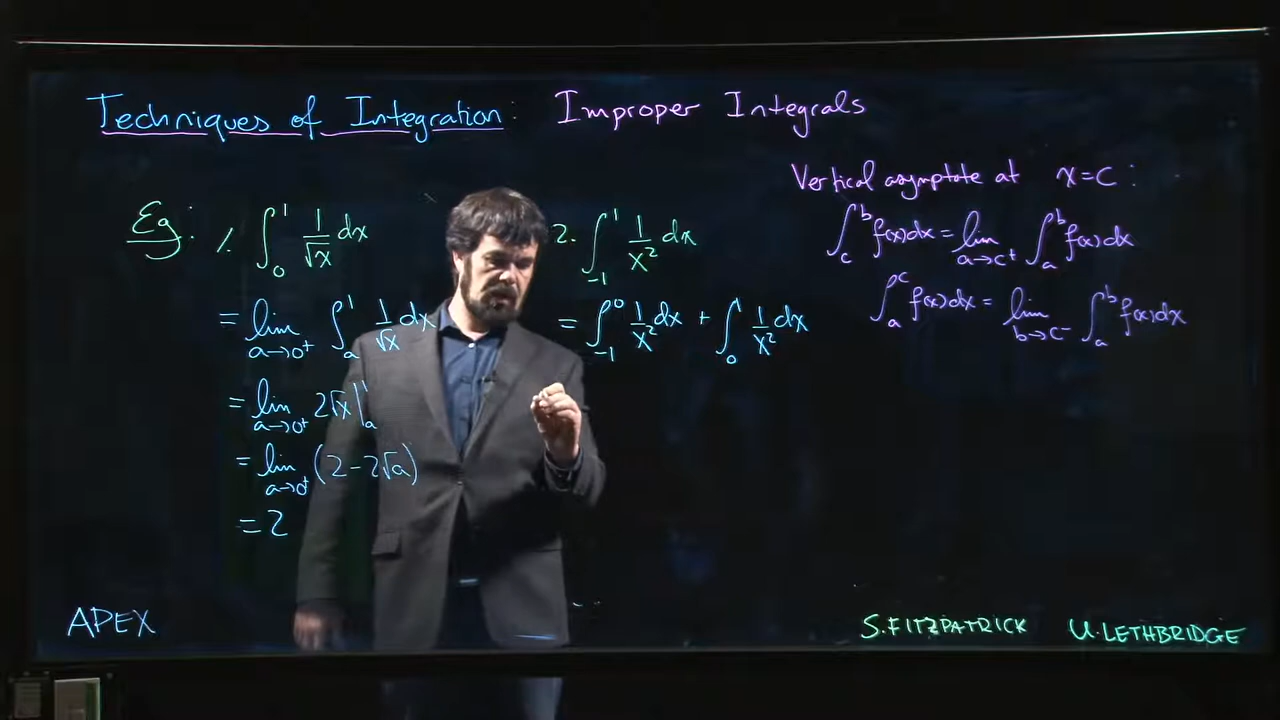 Techniques of Integration: Improper Integrals
Vertical asymptote at x=c:
∫_c^b f(x)dx = lim_{a→c⁺} ∫_a^b f(x)dx
∫_a^c f(x)dx = lim_{b→c⁻} ∫_a^b f(x)dx
Eg: 1. ∫_0^1 1/√x dx
= lim_{a→0⁺} ∫_a^1 1/√x dx
= lim_{a→0⁺} 2√x |_a^1
= lim_{a→0⁺} (2-2√a)
= 2
2. ∫_{-1}^1 1/x² dx
= ∫_{-1}^0 1/x² dx + ∫_0^1 1/x² dx
APEX
S.FITZPATRICK U.LETHBRIDGE